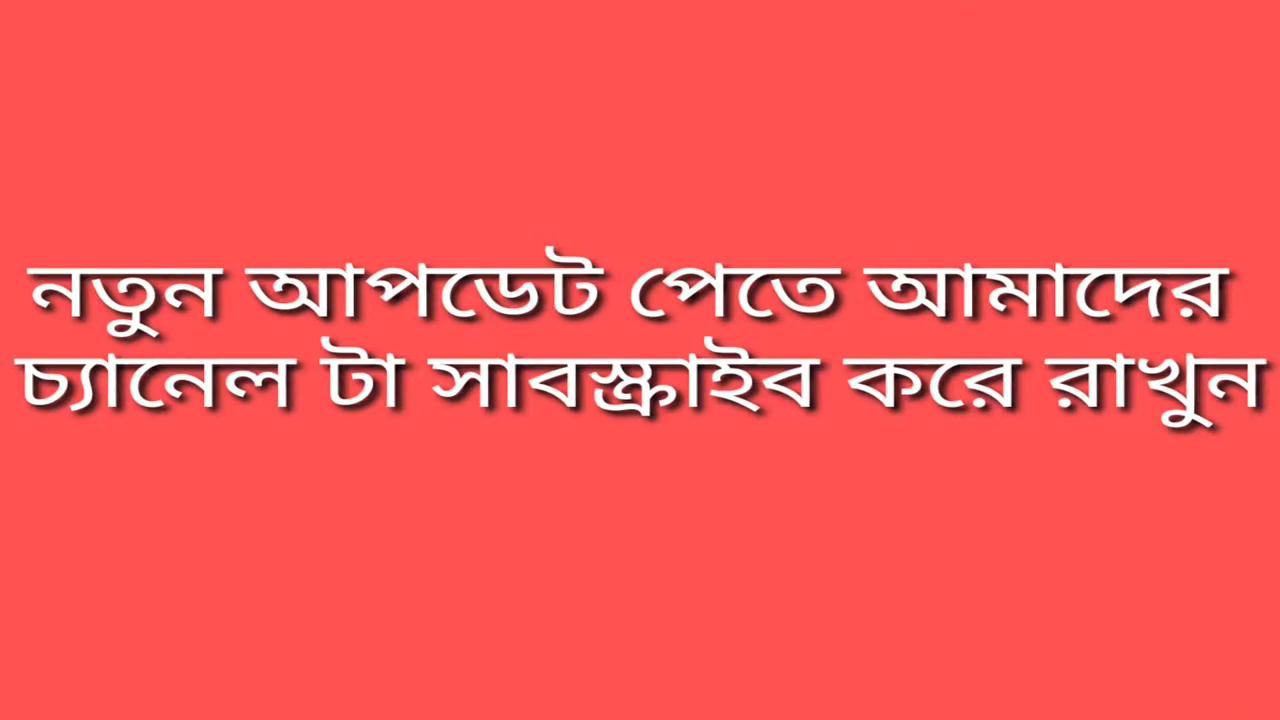 নতুন আপডেট পেতে আমাদের
চ্যানেল টা সাবস্ক্রাইব করে রাখুন